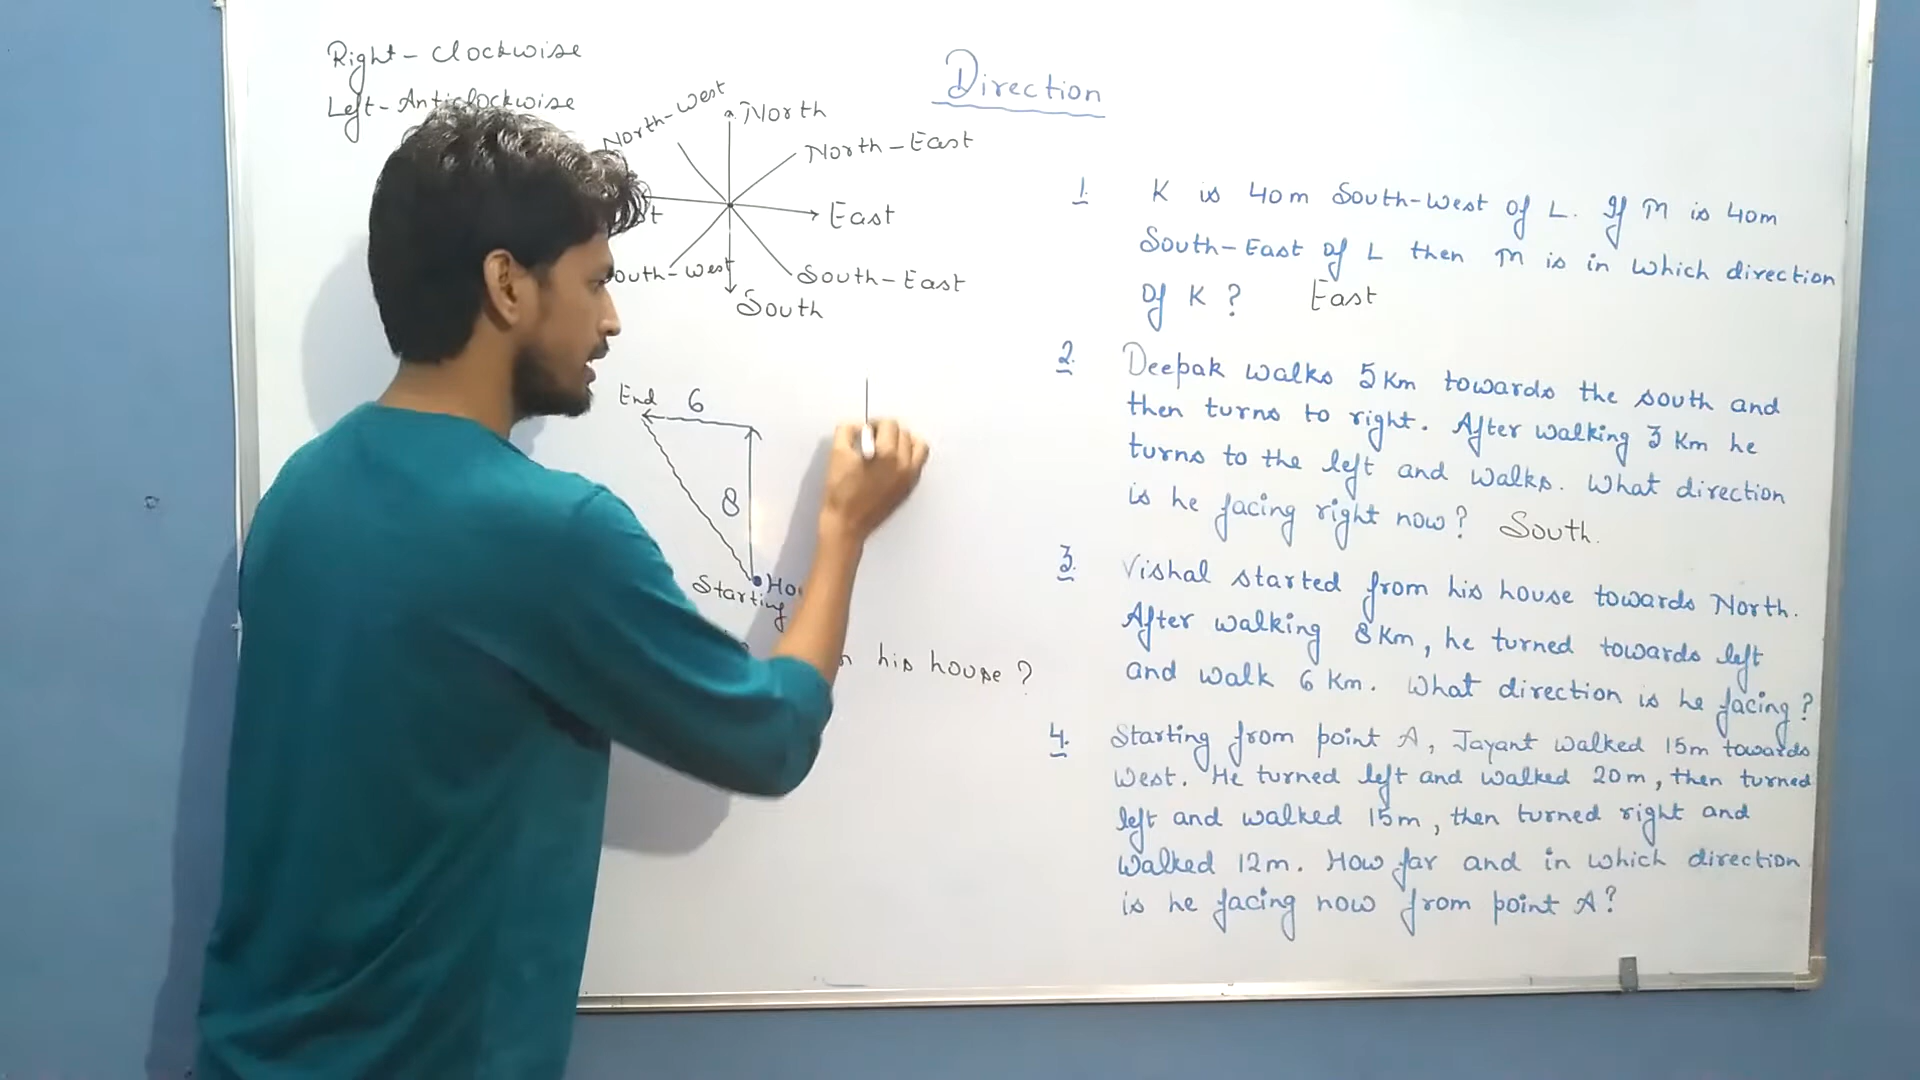 Right - Clockwise
Left - Anticlockwise
Direction
North-West
North
North-East
East
South-East
South
1. K is 40m South-West of L. If M is 40m
South-East of L then M is in which direction
of K ? East
2. Deepak walks 5 Km towards the south and
then turns to right. After walking 3 Km he
turns to the left and walks. What direction
is he facing right now? South.
3. Vishal started from his house towards North.
After walking 8 Km, he turned towards left
and walk 6 Km. What direction is he facing?
4. Starting from point A, Jayant walked 15m towards
West. He turned left and walked 20m, then turned
left and walked 15m, then turned right and
walked 12m. How far and in which direction
is he facing now from point A?
End 6
8
Starting
his house ?